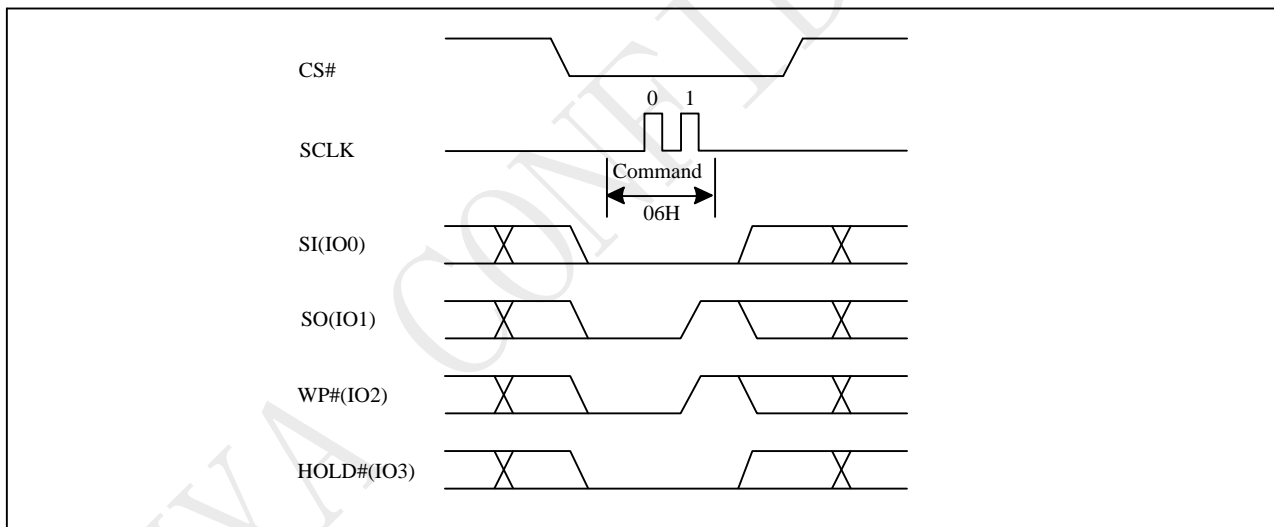 CS#
0 1
SCLK
Command
06H
SI(IO0)
SO(IO1)
WP#(IO2)
HOLD#(IO3)